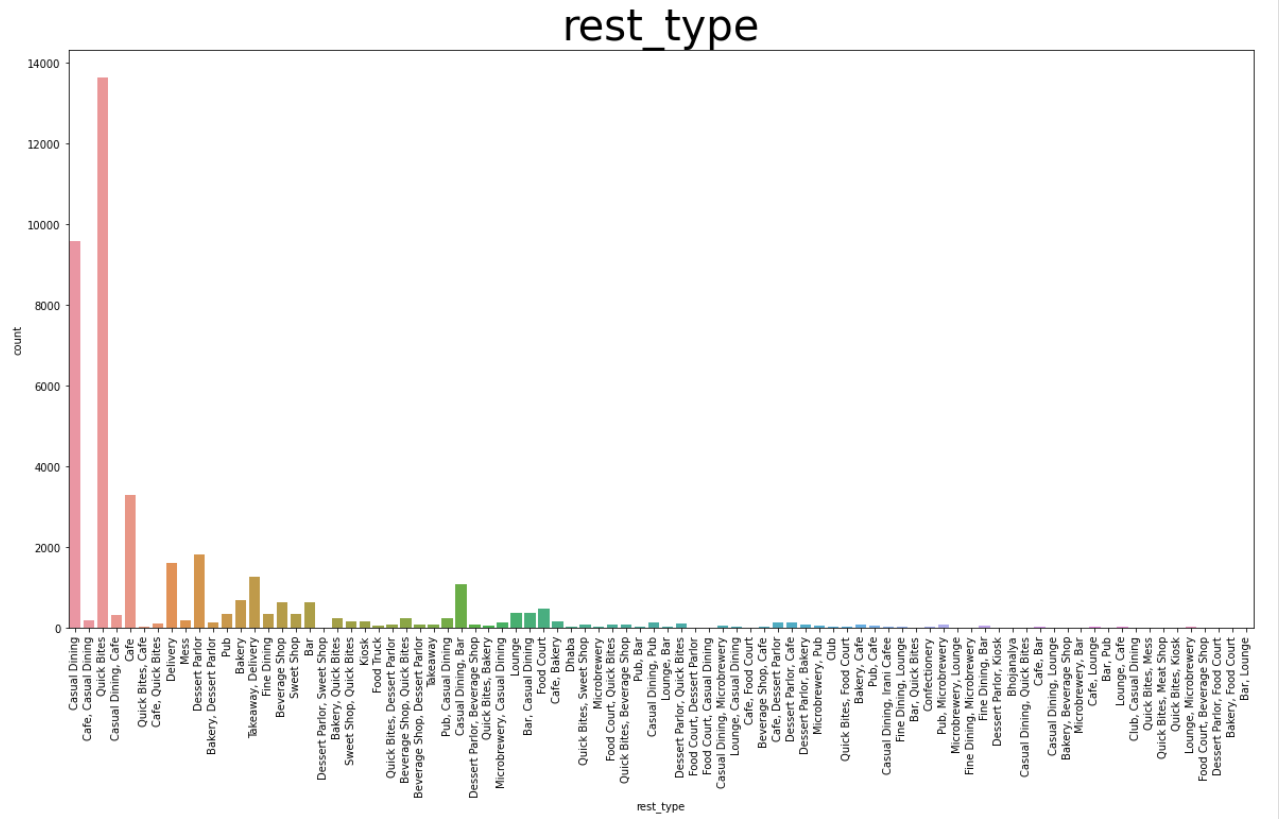 rest_type
14000
12000
10000
8000
6000
4000
2000
0
count
Casual Dining
Cafe, Casual Dining
Quick Bites
Casual Dining, Cafe
Cafe
Quick Bites, Cafe
Cafe, Quick Bites
Delivery
Mess
Dessert Parlor
Bakery, Dessert Parlor
Pub
Bakery
Takeaway, Delivery
Fine Dining
Beverage Shop
Sweet Shop
Bar
Dessert Parlor, Sweet Shop
Bakery, Quick Bites
Sweet Shop, Quick Bites
Kiosk
Food Truck
Quick Bites, Dessert Parlor
Beverage Shop, Quick Bites
Beverage Shop, Dessert Parlor
Takeaway
Pub, Casual Dining
Casual Dining, Bar
Dessert Parlor, Beverage Shop
Quick Bites, Bakery
Microbrewery, Casual Dining
Lounge
Bar, Casual Dining
Food Court
Cafe, Bakery
Dhaba
Quick Bites, Sweet Shop
Microbrewery
Food Court, Quick Bites
Quick Bites, Beverage Shop
Pub, Bar
Casual Dining, Pub
Lounge, Bar
Dessert Parlor, Quick Bites
Food Court, Dessert Parlor
Food Court, Casual Dining
Casual Dining, Microbrewery
Lounge, Casual Dining
Cafe, Food Court
Beverage Shop, Cafe
Cafe, Dessert Parlor
Dessert Parlor, Cafe
Dessert Parlor, Bakery
Microbrewery, Pub
Club
Quick Bites, Food Court
Bakery, Cafe
Pub, Cafe
Casual Dining, Irani Cafee
Fine Dining, Lounge
Bar, Quick Bites
Confectionery
Pub, Microbrewery
Microbrewery, Lounge
Fine Dining, Microbrewery
Fine Dining, Bar
Dessert Parlor, Kiosk
Bhojanalya
Casual Dining, Quick Bites
Cafe, Bar
Casual Dining, Lounge
Bakery, Beverage Shop
Microbrewery, Bar
Cafe, Lounge
Bar, Pub
Lounge, Cafe
Club, Casual Dining
Quick Bites, Mess
Quick Bites, Meat Shop
Quick Bites, Kiosk
Lounge, Microbrewery
Food Court, Beverage Shop
Dessert Parlor, Food Court
Bakery, Food Court
Bar, Lounge
rest_type